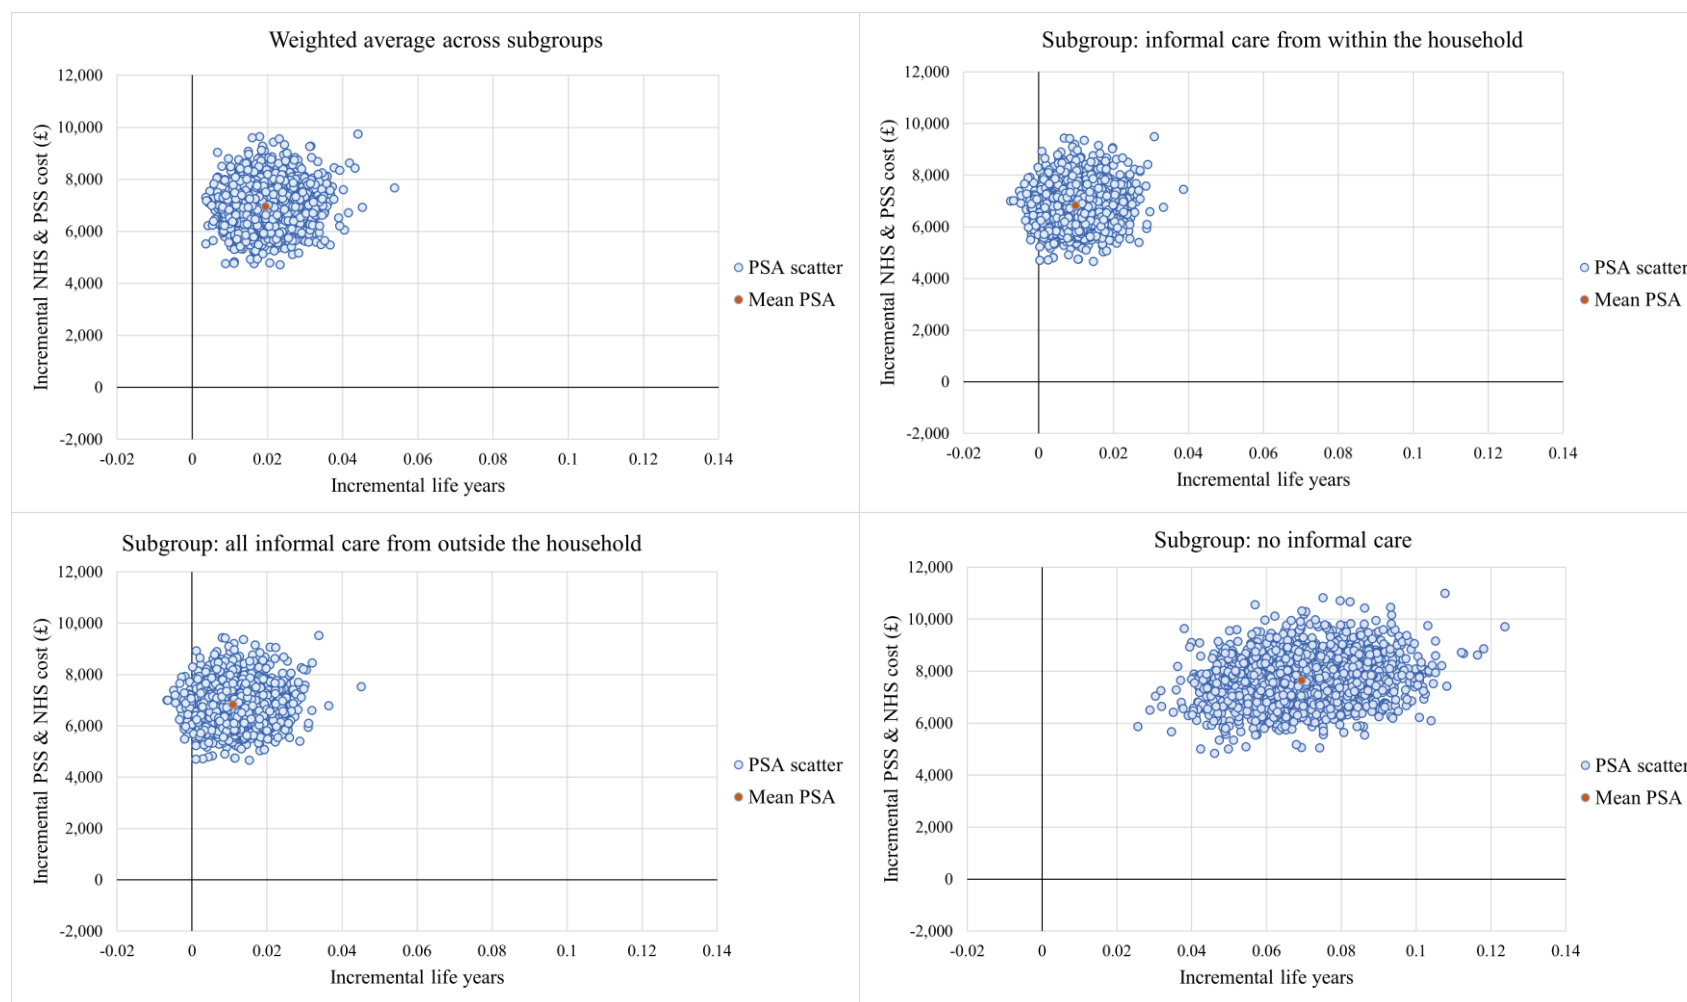 Weighted average across subgroups
Incremental NHS & PSS cost (£)
12,000
10,000
8,000
6,000
4,000
2,000
0
-2,000
-0.02 0 0.02 0.04 0.06 0.08 0.1 0.12 0.14
Incremental life years
PSA scatter
Mean PSA
Subgroup: informal care from within the household
Incremental NHS & PSS cost (£)
12,000
10,000
8,000
6,000
4,000
2,000
0
-2,000
-0.02 0 0.02 0.04 0.06 0.08 0.1 0.12 0.14
Incremental life years
PSA scatter
Mean PSA
Subgroup: all informal care from outside the household
Incremental PSS & NHS cost (£)
12,000
10,000
8,000
6,000
4,000
2,000
0
-2,000
-0.02 0 0.02 0.04 0.06 0.08 0.1 0.12 0.14
Incremental life years
PSA scatter
Mean PSA
Subgroup: no informal care
Incremental PSS & NHS cost (£)
12,000
10,000
8,000
6,000
4,000
2,000
0
-2,000
-0.02 0 0.02 0.04 0.06 0.08 0.1 0.12 0.14
Incremental life years
PSA scatter
Mean PSA